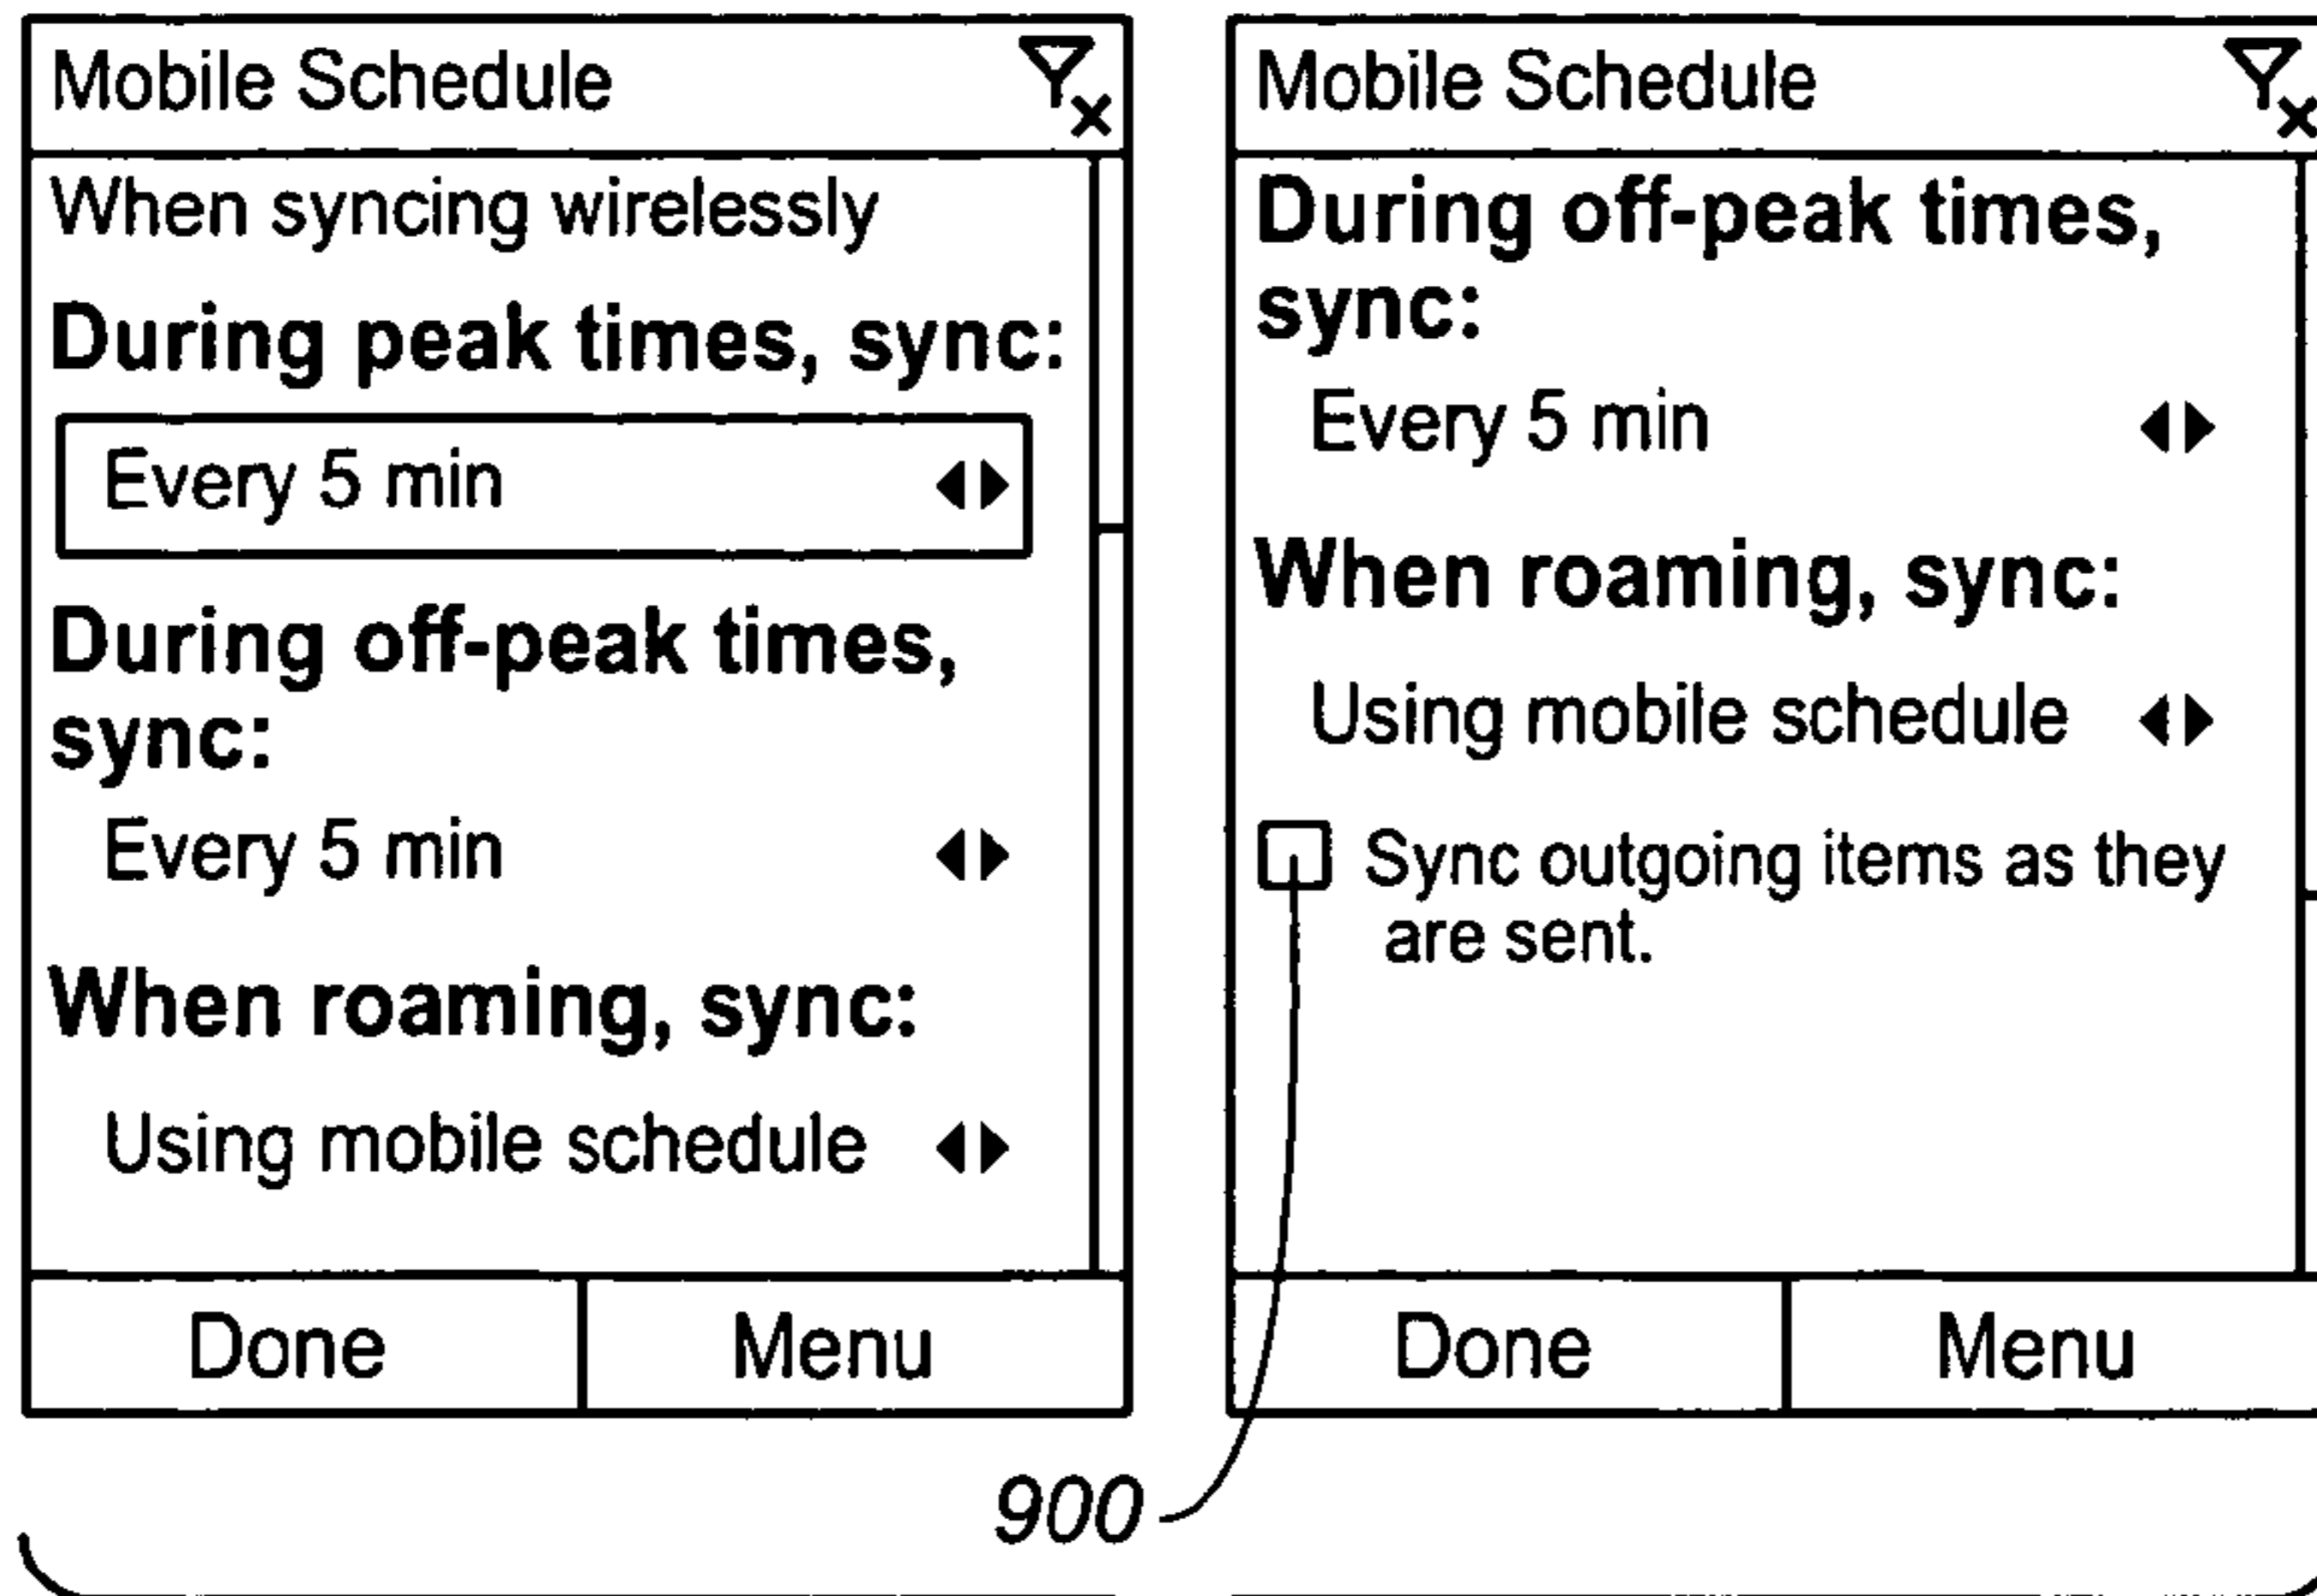 Mobile Schedule
When syncing wirelessly
During peak times, sync:
Every 5 min
During off-peak times,
sync:
Every 5 min
When roaming, sync:
Using mobile schedule
Done Menu
Mobile Schedule
During off-peak times,
sync:
Every 5 min
When roaming, sync:
Using mobile schedule
Sync outgoing items as they
are sent.
Done Menu
900